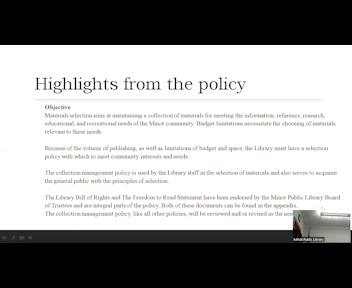 Highlights from the policy
Objective
Materials selection aims at maintaining a collection of materials for meeting the information, reference, research,
educational, and recreational needs of the Minot community. Budget limitations necessitate the choosing of materials
relevant to these needs.
Because of the volume of publishing, as well as limitations of budget and space, the Library must have a selection
policy with which to meet community interests and needs.
The collection management policy is used by the Library staff in the selection of materials and also serves to acquaint
the general public with the principles of selection.
The Library Bill of Rights and The Freedom to Read Statement have been endorsed by the Minot Public Library Board
of Trustees and are integral parts of the policy. Both of these documents can be found in the appendix.
The collection management policy, like all other policies, will be reviewed and/or revised as the
Minot Public Library